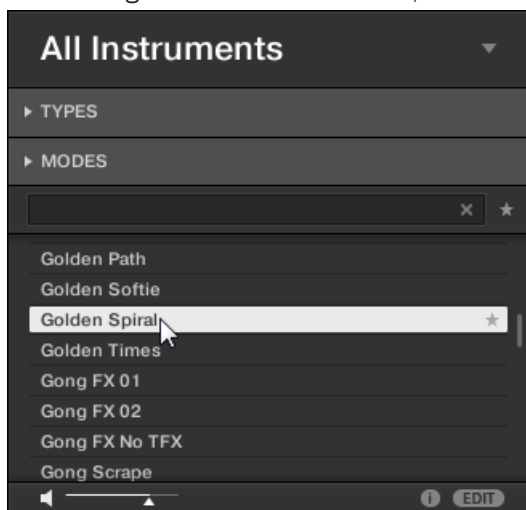 All Instruments
TYPES
MODES
Golden Path
Golden Softie
Golden Spiral
Golden Times
Gong FX 01
Gong FX 02
Gong FX No TFX
Gong Scrape
i EDIT